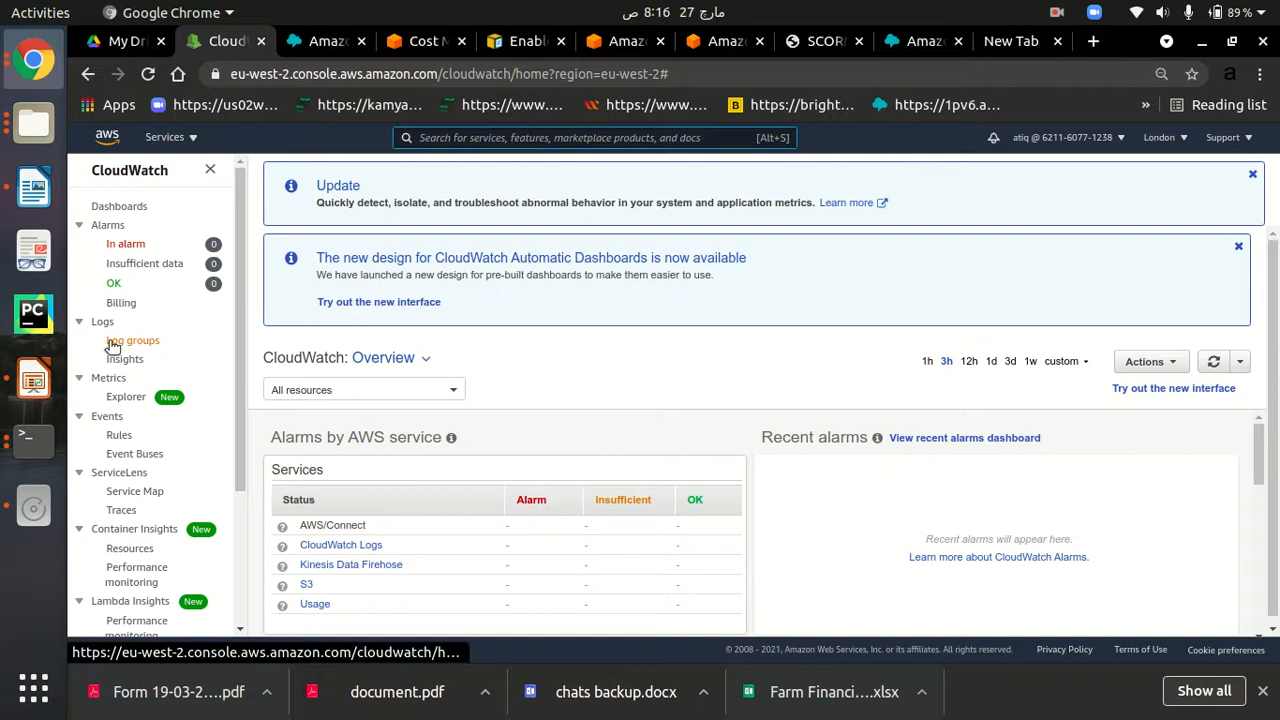 Activities
Google Chrome
ص 8:16 مارچ 27
89 %
My Dri
Cloud
Amazo
Cost M
Enable
Amazo
Amazo
SCORM
Amazo
New Tab
eu-west-2.console.aws.amazon.com/cloudwatch/home?region=eu-west-2#
a
Apps
https://us02w...
https://kamya...
https://www....
https://www....
https://bright...
https://1pv6.a...
»
Reading list
aws
Services
Search for services, features, marketplace products, and docs
[Alt+S]
atiq @ 6211-6077-1238
London
Support
CloudWatch
Dashboards
Alarms
In alarm 0
Insufficient data 0
OK 0
Billing
Logs
Log groups
Insights
Metrics
Explorer New
Events
Rules
Event Buses
ServiceLens
Service Map
Traces
Container Insights New
Resources
Performance
monitoring
Lambda Insights New
Performance
monitoring
Update
Quickly detect, isolate, and troubleshoot abnormal behavior in your system and application metrics. Learn more
The new design for CloudWatch Automatic Dashboards is now available
We have launched a new design for pre-built dashboards to make them easier to use.
Try out the new interface
CloudWatch: Overview
1h 3h 12h 1d 3d 1w custom
Actions
All resources
Try out the new interface
Alarms by AWS service
Services
Status Alarm Insufficient OK
AWS/Connect - - -
CloudWatch Logs - - -
Kinesis Data Firehose - - -
S3 - - -
Usage - - -
Recent alarms View recent alarms dashboard
Recent alarms will appear here.
Learn more about CloudWatch Alarms.
https://eu-west-2.console.aws.amazon.com/cloudwatch/h...
© 2008 - 2021, Amazon Web Services, Inc. or its affiliates. All rights reserved.
Privacy Policy
Terms of Use
Cookie preferences
Form 19-03-2....pdf
document.pdf
chats backup.docx
Farm Financi....xlsx
Show all
PC
>_